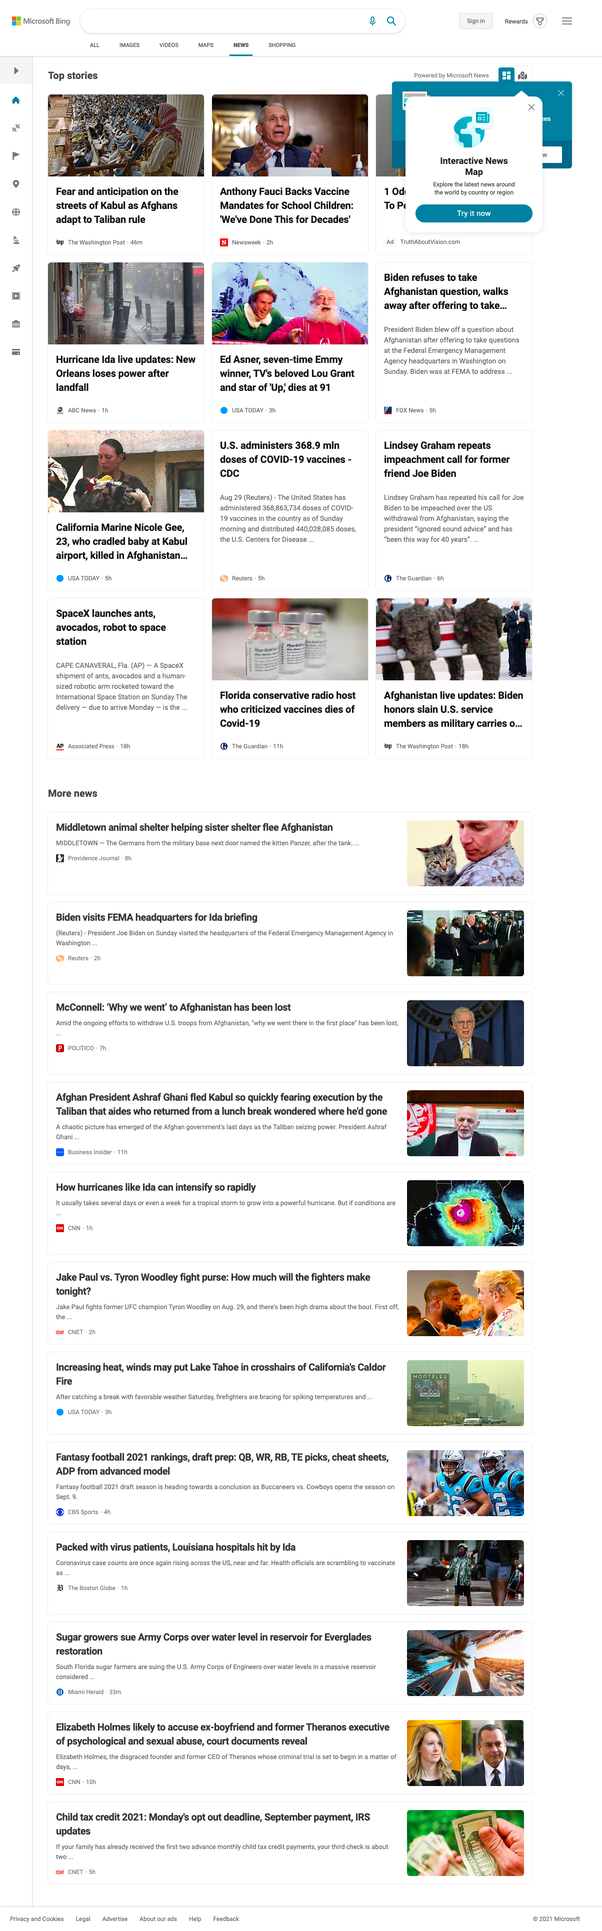 Microsoft Bing
Sign in
Rewards
ALL
IMAGES
VIDEOS
MAPS
NEWS
SHOPPING
Top stories
Powered by Microsoft News
Interactive News
Map
Explore the latest news around
the world by country or region
Try it now
Fear and anticipation on the
streets of Kabul as Afghans
adapt to Taliban rule
The Washington Post · 46m
Anthony Fauci Backs Vaccine
Mandates for School Children:
'We've Done This for Decades'
Newsweek · 2h
Ad TruthAboutVision.com
Hurricane Ida live updates: New
Orleans loses power after
landfall
ABC News · 1h
Ed Asner, seven-time Emmy
winner, TV's beloved Lou Grant
and star of 'Up,' dies at 91
USA TODAY · 3h
Biden refuses to take
Afghanistan question, walks
away after offering to take...
President Biden blew off a question about
Afghanistan after offering to take questions
at the Federal Emergency Management
Agency headquarters in Washington on
Sunday. Biden was at FEMA to address ...
FOX News · 5h
California Marine Nicole Gee,
23, who cradled baby at Kabul
airport, killed in Afghanistan...
USA TODAY · 5h
U.S. administers 368.9 mln
doses of COVID-19 vaccines -
CDC
Aug 29 (Reuters) - The United States has
administered 368,863,734 doses of COVID-
19 vaccines in the country as of Sunday
morning and distributed 440,028,085 doses,
the U.S. Centers for Disease ...
Reuters · 5h
Lindsey Graham repeats
impeachment call for former
friend Joe Biden
Lindsey Graham has repeated his call for Joe
Biden to be impeached over the US
withdrawal from Afghanistan, saying the
president “ignored sound advice” and has
“been this way for 40 years”. ...
The Guardian · 6h
SpaceX launches ants,
avocados, robot to space
station
CAPE CANAVERAL, Fla. (AP) — A SpaceX
shipment of ants, avocados and a human-
sized robotic arm rocketed toward the
International Space Station on Sunday.The
delivery — due to arrive Monday — is the ...
AP Associated Press · 18h
Florida conservative radio host
who criticized vaccines dies of
Covid-19
The Guardian · 11h
Afghanistan live updates: Biden
honors slain U.S. service
members as military carries o...
The Washington Post · 18h
More news
Middletown animal shelter helping sister shelter flee Afghanistan
MIDDLETOWN — The Germans from the military base next door named the kitten Panzer, after the tank. ...
Providence Journal · 8h
Biden visits FEMA headquarters for Ida briefing
(Reuters) - President Joe Biden on Sunday visited the headquarters of the Federal Emergency Management Agency in
Washington ...
Reuters · 2h
McConnell: ‘Why we went’ to Afghanistan has been lost
Amid the ongoing efforts to withdraw U.S. troops from Afghanistan, "why we went there in the first place" has been lost,
...
POLITICO · 7h
Afghan President Ashraf Ghani fled Kabul so quickly fearing execution by the
Taliban that aides who returned from a lunch break wondered where he'd gone
A chaotic picture has emerged of the Afghan government's last days as the Taliban seizing power. President Ashraf
Ghani ...
Business Insider · 11h
How hurricanes like Ida can intensify so rapidly
It usually takes several days or even a week for a tropical storm to grow into a powerful hurricane. But if conditions are
...
CNN · 1h
Jake Paul vs. Tyron Woodley fight purse: How much will the fighters make
tonight?
Jake Paul fights former UFC champion Tyron Woodley on Aug. 29, and there's been high drama about the bout. First off,
the ...
CNET · 2h
Increasing heat, winds may put Lake Tahoe in crosshairs of California's Caldor
Fire
After catching a break with favorable weather Saturday, firefighters are bracing for spiking temperatures and ...
USA TODAY · 3h
MONTBLEU
Fantasy football 2021 rankings, draft prep: QB, WR, RB, TE picks, cheat sheets,
ADP from advanced model
Fantasy football 2021 draft season is heading towards a conclusion as Buccaneers vs. Cowboys opens the season on
Sept. 9.
CBS Sports · 4h
Packed with virus patients, Louisiana hospitals hit by Ida
Coronavirus case counts are once again rising across the US, near and far. Health officials are scrambling to vaccinate
as ...
The Boston Globe · 1h
Sugar growers sue Army Corps over water level in reservoir for Everglades
restoration
South Florida sugar farmers are suing the U.S. Army Corps of Engineers over water levels in a massive reservoir
considered ...
Miami Herald · 33m
Elizabeth Holmes likely to accuse ex-boyfriend and former Theranos executive
of psychological and sexual abuse, court documents reveal
Elizabeth Holmes, the disgraced founder and former CEO of Theranos whose criminal trial is set to begin in a matter of
days, ...
CNN · 10h
Child tax credit 2021: Monday's opt out deadline, September payment, IRS
updates
If your family has already received the first two advance monthly child tax credit payments, your third check is about
two ...
CNET · 5h
Privacy and Cookies
Legal
Advertise
About our ads
Help
Feedback
© 2021 Microsoft